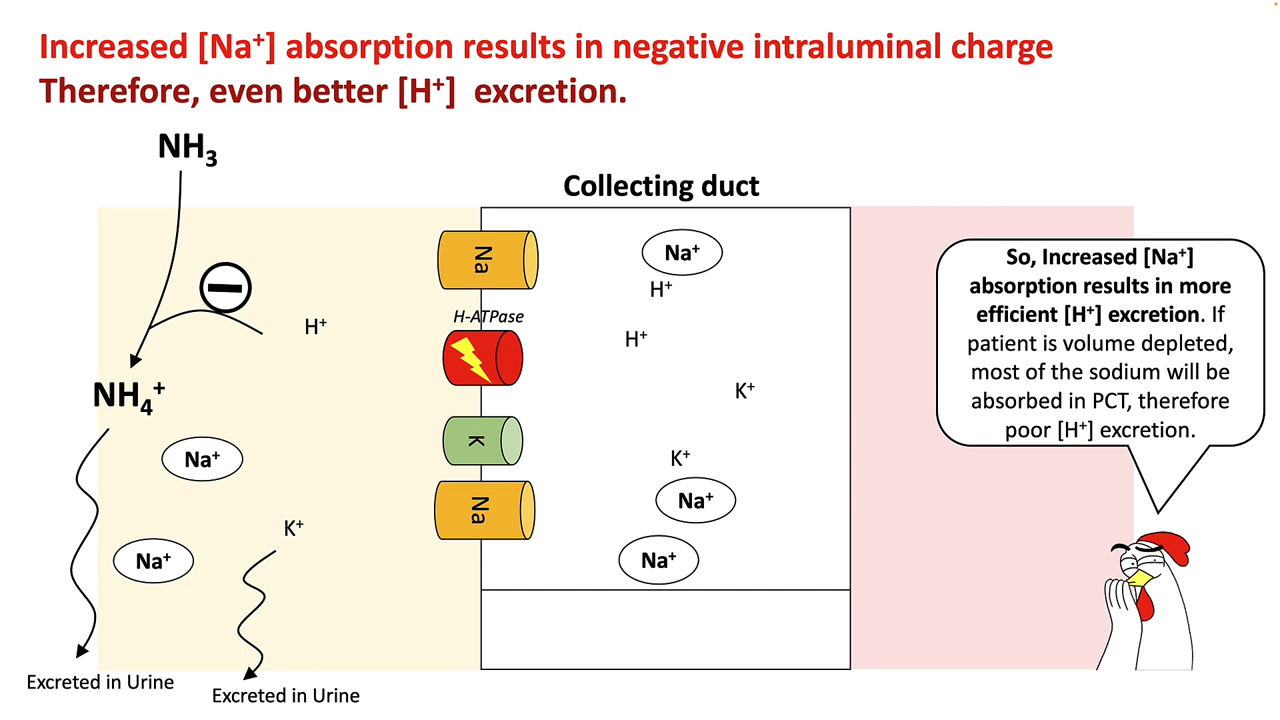 Increased [Na⁺] absorption results in negative intraluminal charge
Therefore, even better [H⁺] excretion.
NH₃
Collecting duct
Na
Na⁺
H⁺
H-ATPase
H⁺
H⁺
K⁺
NH₄⁺
K
Na⁺
K⁺
Na
Na⁺
K⁺
Na⁺
Na⁺
Excreted in Urine
Excreted in Urine
So, Increased [Na⁺]
absorption results in more
efficient [H⁺] excretion. If
patient is volume depleted,
most of the sodium will be
absorbed in PCT, therefore
poor [H⁺] excretion.